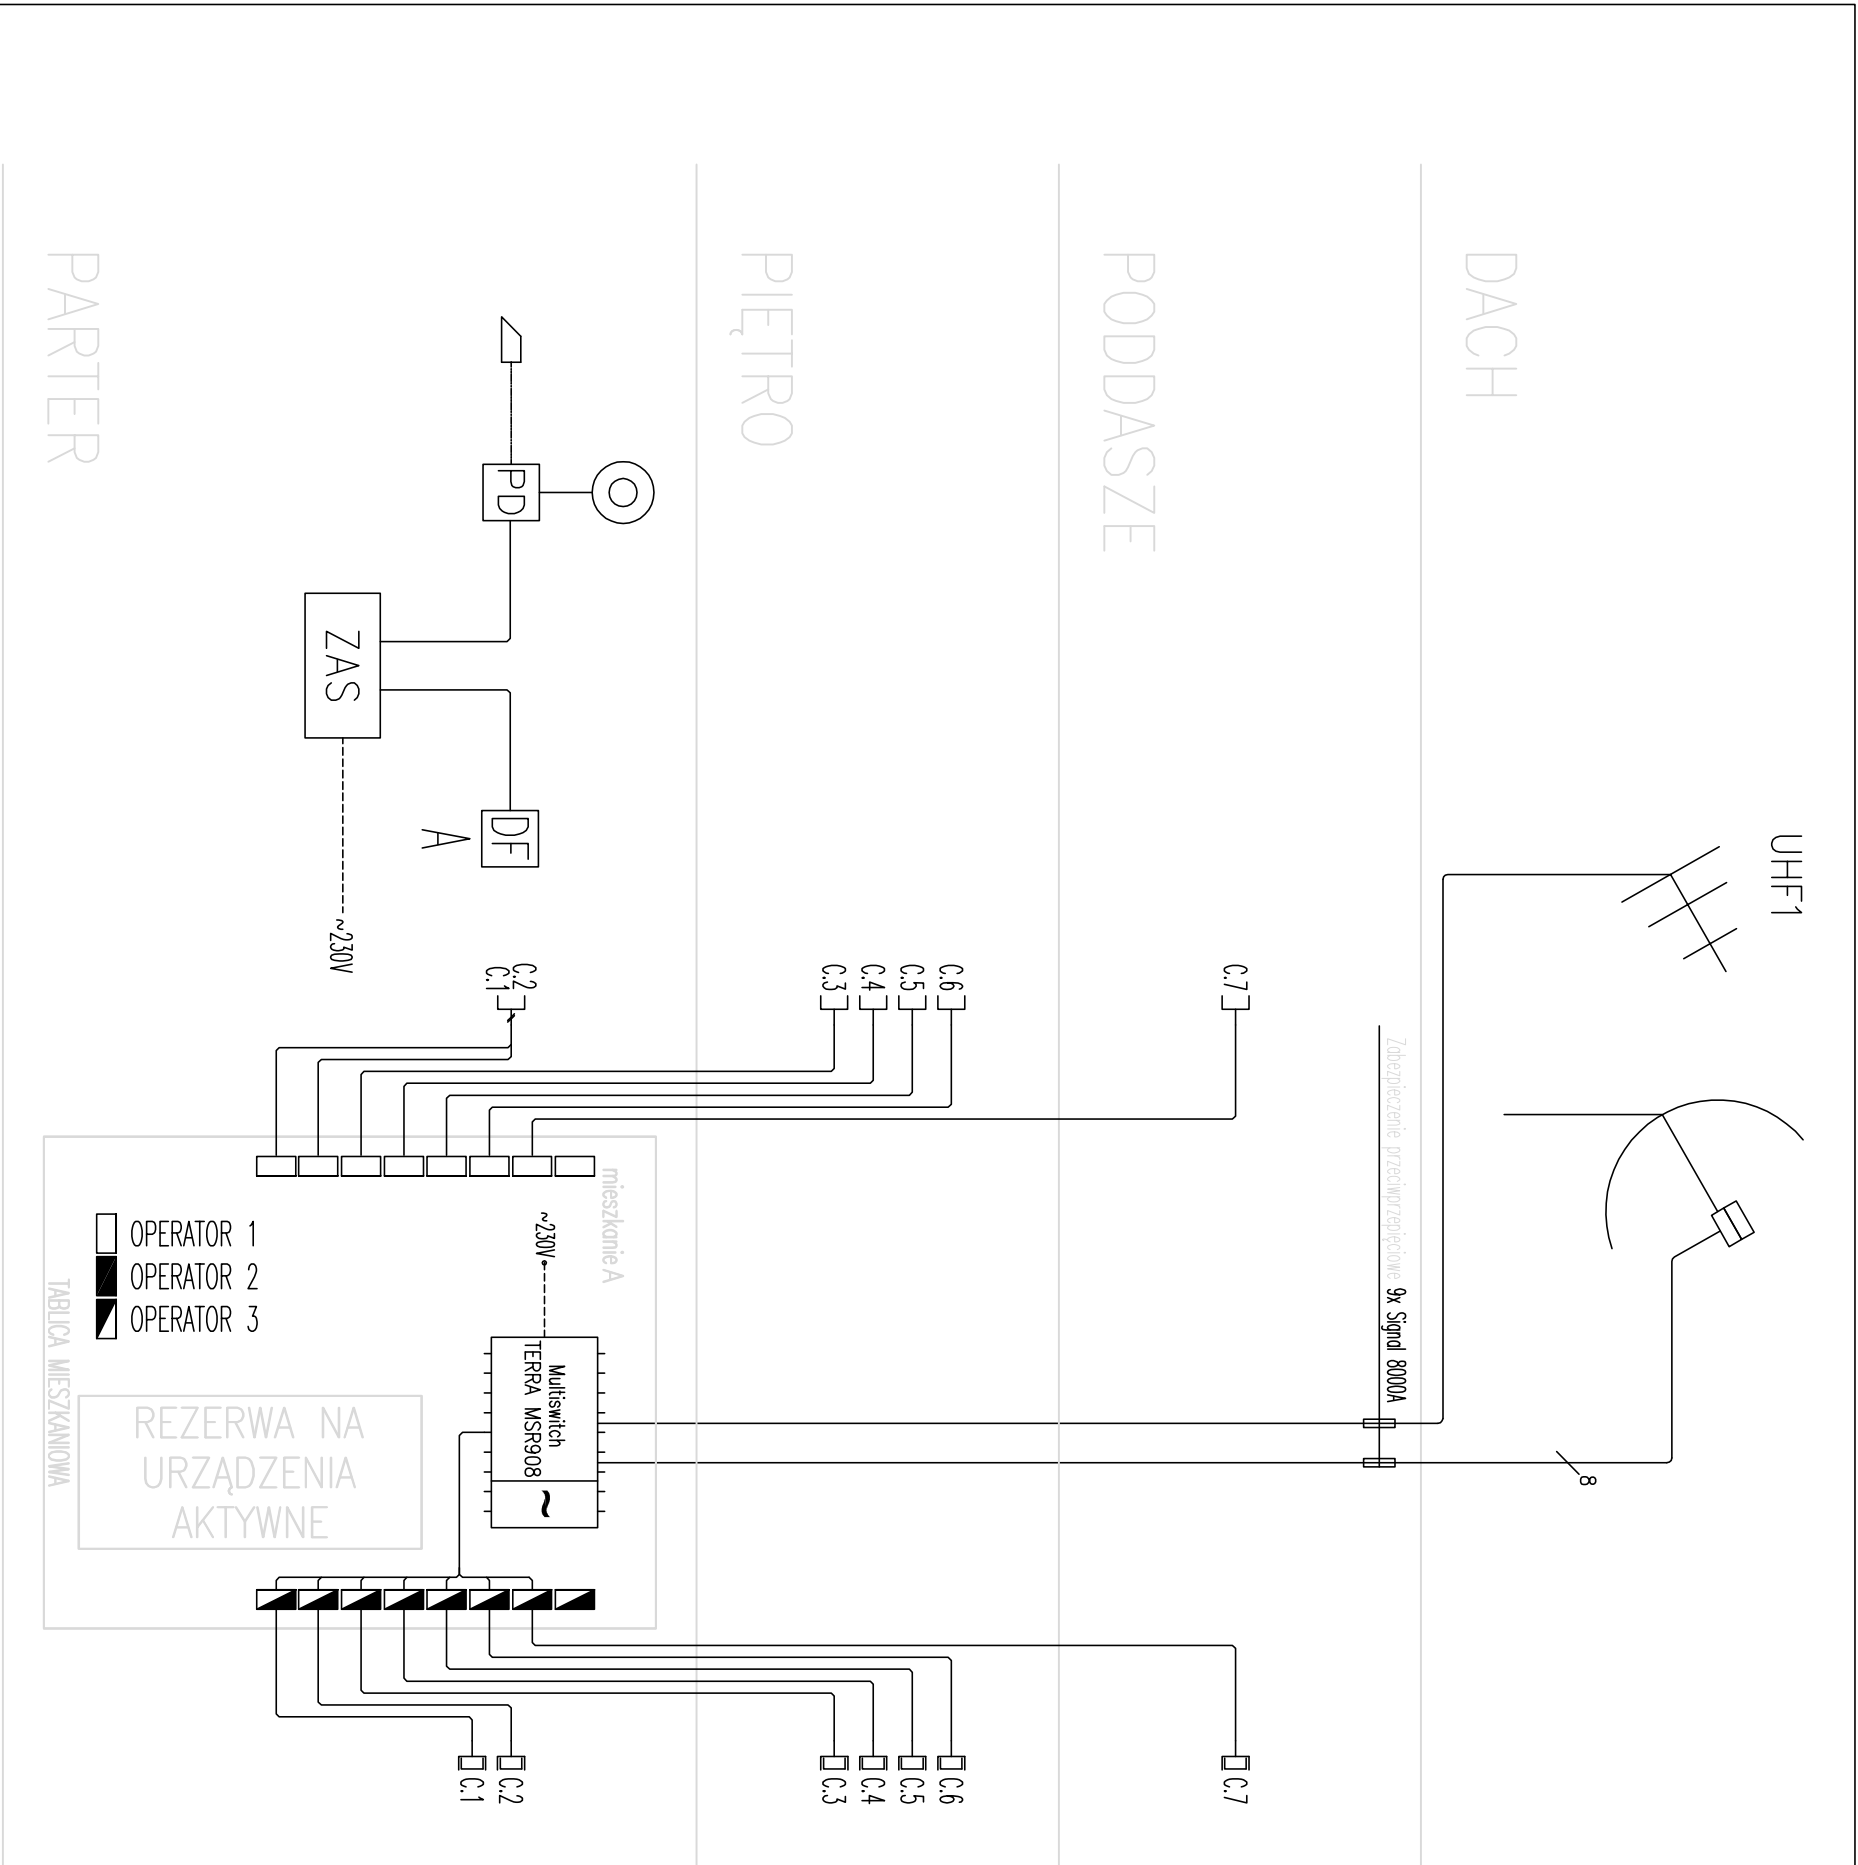 DACH
UHF1
PODDASZE
PIĘTRO
PARTER
PD
ZAS
DF
A
~230V
C.2
C.1
C.3
C.4
C.5
C.6
C.7
Zabezpieczenie przeciwprzepięciowe 9x Signal 8000A
8
mieszkanie A
~230V
Multiswitch
TERRA MSR908
~
OPERATOR 1
OPERATOR 2
OPERATOR 3
TABLICA MIESZKANIOWA
REZERWA NA
URZĄDZENIA
AKTYWNE
C.1
C.2
C.3
C.4
C.5
C.6
C.7